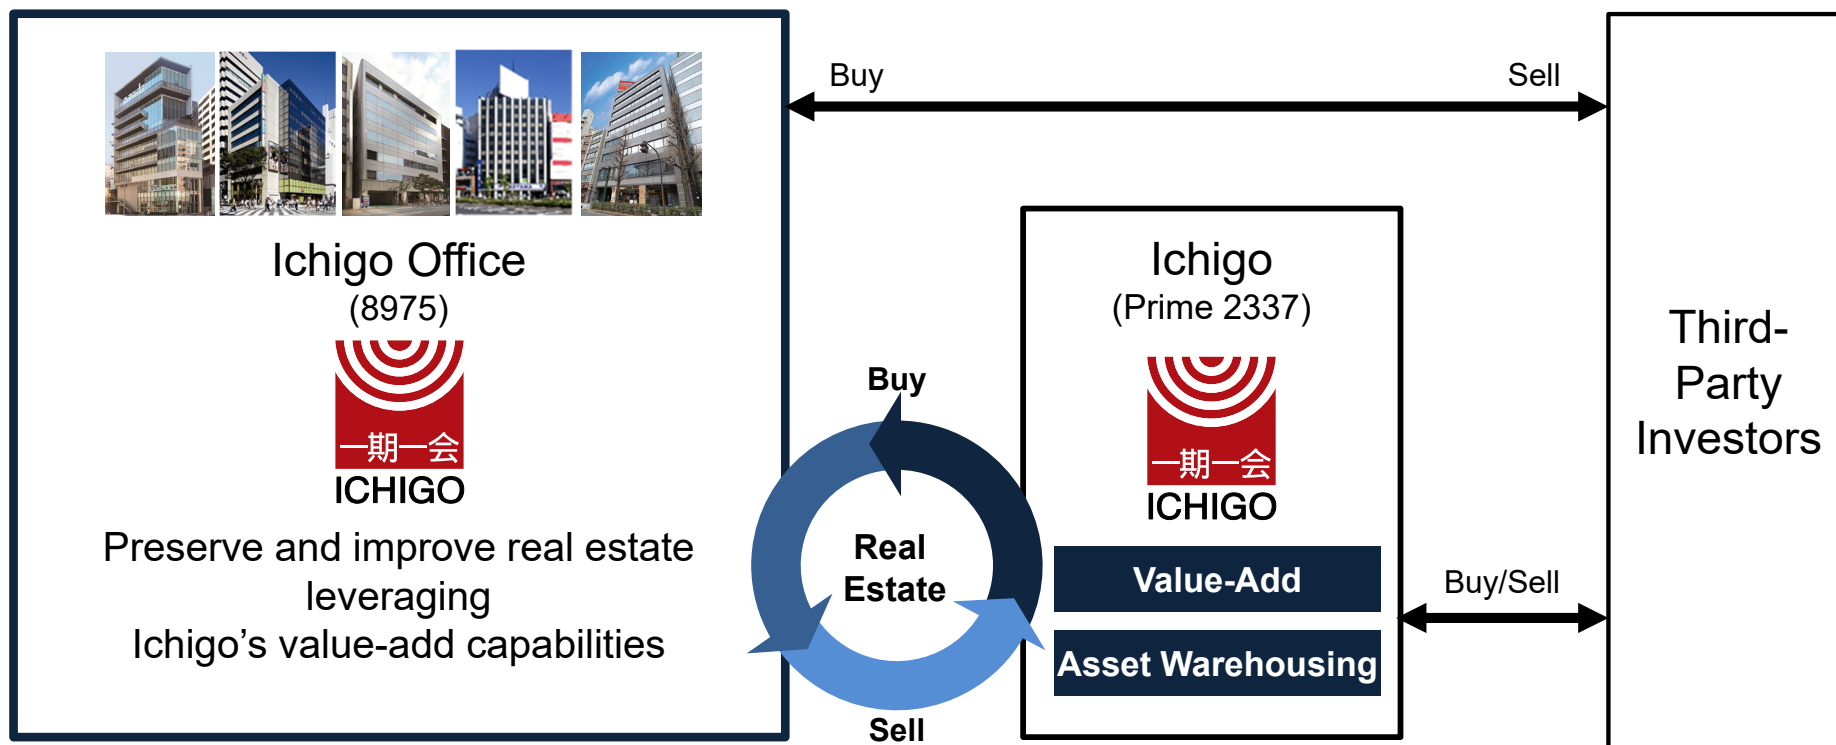 Buy
Sell
Ichigo Office
(8975)
一期一会
ICHIGO
Preserve and improve real estate
leveraging
Ichigo’s value-add capabilities
Buy
Real
Estate
Sell
Ichigo
(Prime 2337)
一期一会
ICHIGO
Value-Add
Asset Warehousing
Buy/Sell
Third-
Party
Investors